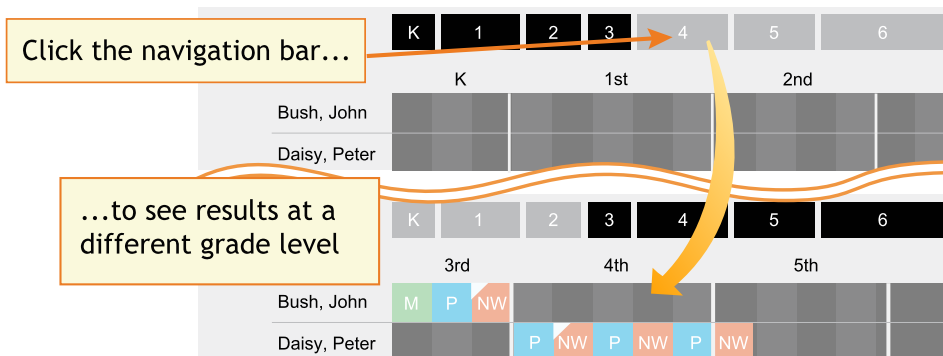 K 1 2 3 4 5 6
Click the navigation bar...
K 1st 2nd
Bush, John
Daisy, Peter
...to see results at a
different grade level
K 1 2 3 4 5 6
3rd 4th 5th
Bush, John M P NW
Daisy, Peter P NW P NW P NW